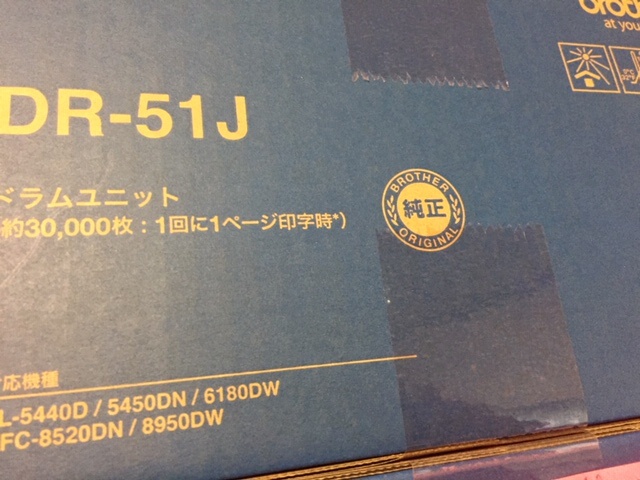 at you
DR-51J
BROTHER
純正
ORIGINAL
ドラムユニット
約30,000枚：1回に1ページ印字時*)
応機種
L-5440D / 5450DN / 6180DW
FC-8520DN / 8950DW